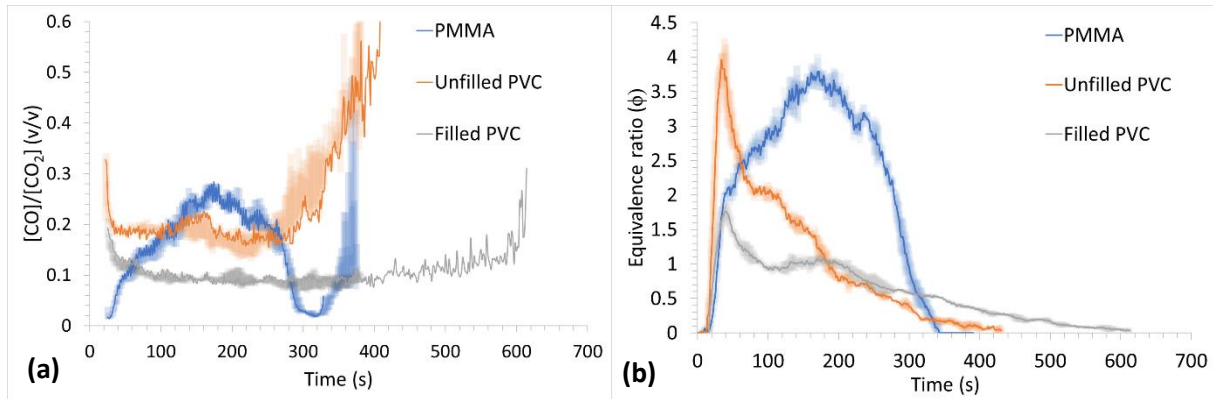 0.6
0.5
0.4
0.3
0.2
0.1
0
[CO]/[CO₂] (v/v)
PMMA
Unfilled PVC
Filled PVC
0 100 200 300 400 500 600 700
Time (s)
(a)
4.5
4
3.5
3
2.5
2
1.5
1
0.5
0
Equivalence ratio (ϕ)
PMMA
Unfilled PVC
Filled PVC
0 100 200 300 400 500 600 700
Time (s)
(b)